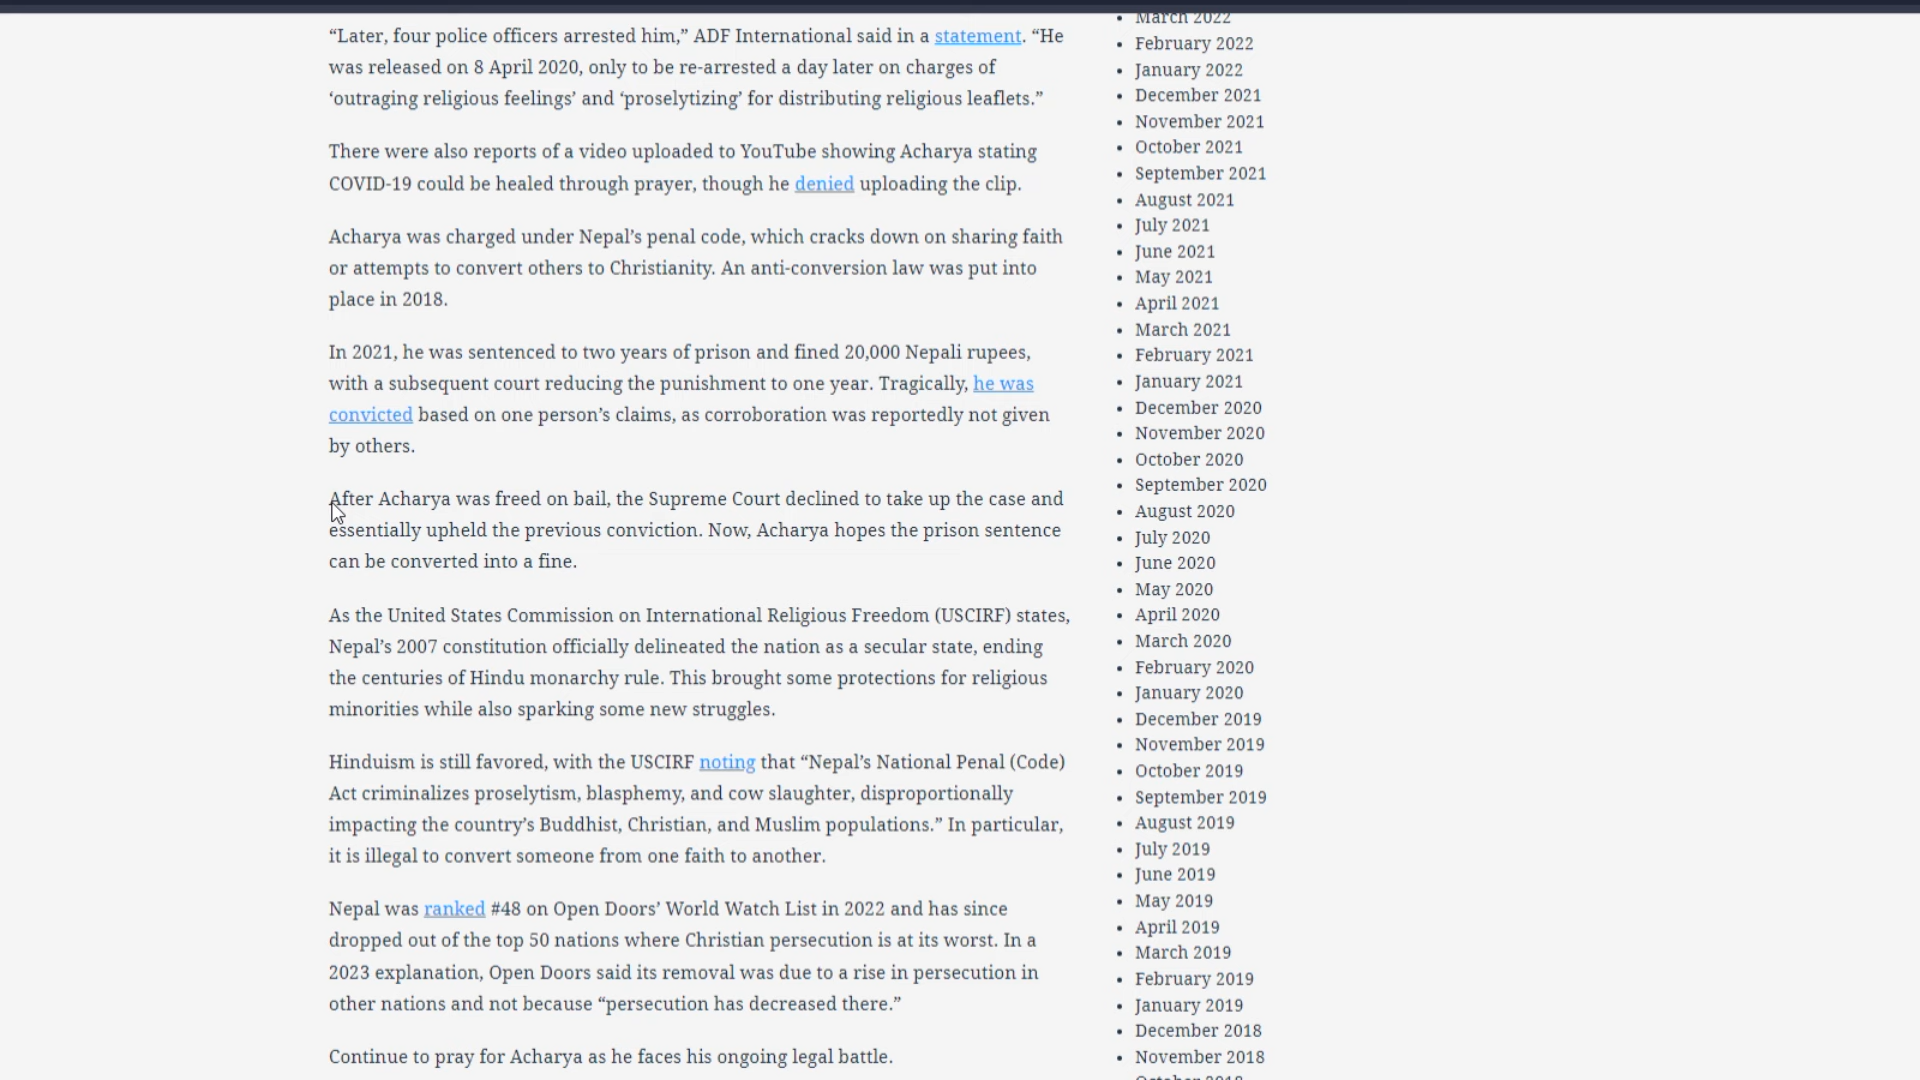 “Later, four police officers arrested him,” ADF International said in a statement. “He
was released on 8 April 2020, only to be re-arrested a day later on charges of
‘outraging religious feelings’ and ‘proselytizing’ for distributing religious leaflets.”
There were also reports of a video uploaded to YouTube showing Acharya stating
COVID-19 could be healed through prayer, though he denied uploading the clip.
Acharya was charged under Nepal’s penal code, which cracks down on sharing faith
or attempts to convert others to Christianity. An anti-conversion law was put into
place in 2018.
In 2021, he was sentenced to two years of prison and fined 20,000 Nepali rupees,
with a subsequent court reducing the punishment to one year. Tragically, he was
convicted based on one person’s claims, as corroboration was reportedly not given
by others.
After Acharya was freed on bail, the Supreme Court declined to take up the case and
essentially upheld the previous conviction. Now, Acharya hopes the prison sentence
can be converted into a fine.
As the United States Commission on International Religious Freedom (USCIRF) states,
Nepal’s 2007 constitution officially delineated the nation as a secular state, ending
the centuries of Hindu monarchy rule. This brought some protections for religious
minorities while also sparking some new struggles.
Hinduism is still favored, with the USCIRF noting that “Nepal’s National Penal (Code)
Act criminalizes proselytism, blasphemy, and cow slaughter, disproportionally
impacting the country’s Buddhist, Christian, and Muslim populations.” In particular,
it is illegal to convert someone from one faith to another.
Nepal was ranked #48 on Open Doors’ World Watch List in 2022 and has since
dropped out of the top 50 nations where Christian persecution is at its worst. In a
2023 explanation, Open Doors said its removal was due to a rise in persecution in
other nations and not because “persecution has decreased there.”
Continue to pray for Acharya as he faces his ongoing legal battle.
March 2022
February 2022
January 2022
December 2021
November 2021
October 2021
September 2021
August 2021
July 2021
June 2021
May 2021
April 2021
March 2021
February 2021
January 2021
December 2020
November 2020
October 2020
September 2020
August 2020
July 2020
June 2020
May 2020
April 2020
March 2020
February 2020
January 2020
December 2019
November 2019
October 2019
September 2019
August 2019
July 2019
June 2019
May 2019
April 2019
March 2019
February 2019
January 2019
December 2018
November 2018
October 2018